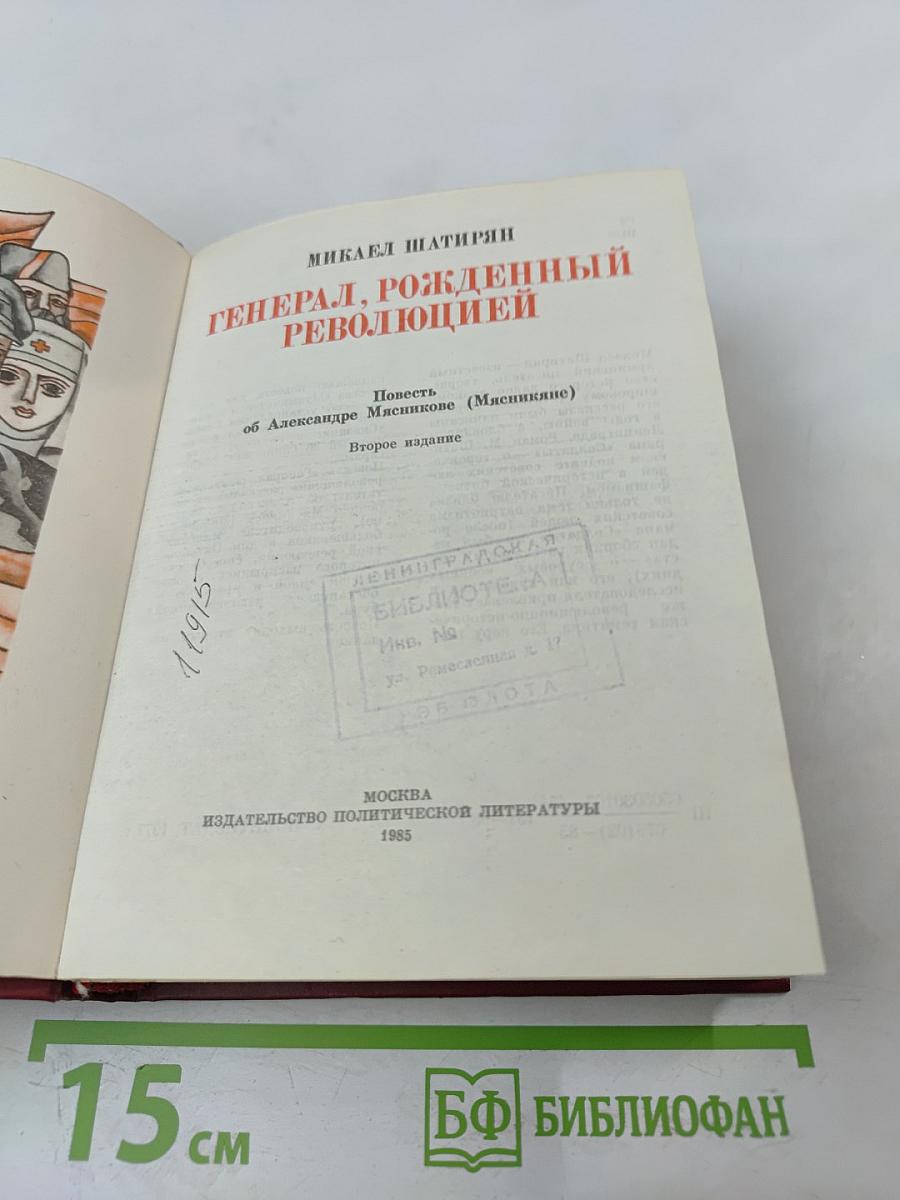 МИКАЕЛ ШАТИРЯН
ГЕНЕРАЛ, РОЖДЕННЫЙ
РЕВОЛЮЦИЕЙ
Повесть
об Александре Мясникове (Мясникяне)
Второе издание
11915
ЛЕНИНГРАДСКАЯ
БИБЛИОТЕКА
Инв. №
ул. Ремесленная д. 17
МОСКВА
ИЗДАТЕЛЬСТВО ПОЛИТИЧЕСКОЙ ЛИТЕРАТУРЫ
1985
15 см
БФ БИБЛИОФАН